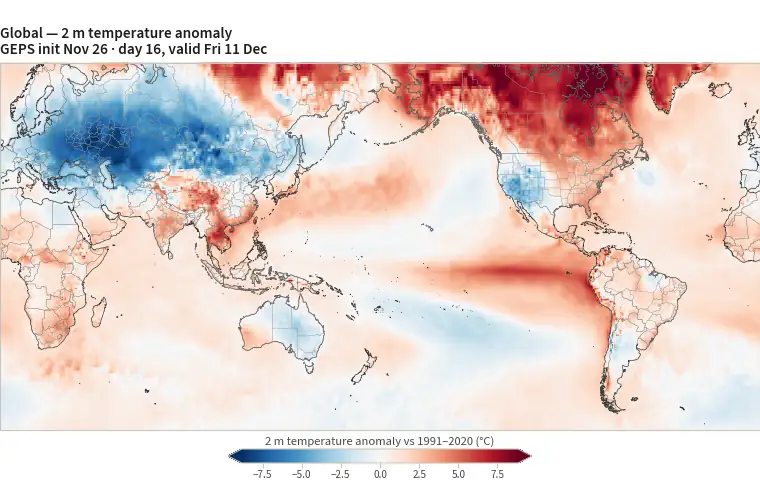 Global — 2 m temperature anomaly
GEPS init Nov 26 · day 16, valid Fri 11 Dec
2 m temperature anomaly vs 1991–2020 (°C)
−7.5 −5.0 −2.5 0.0 2.5 5.0 7.5